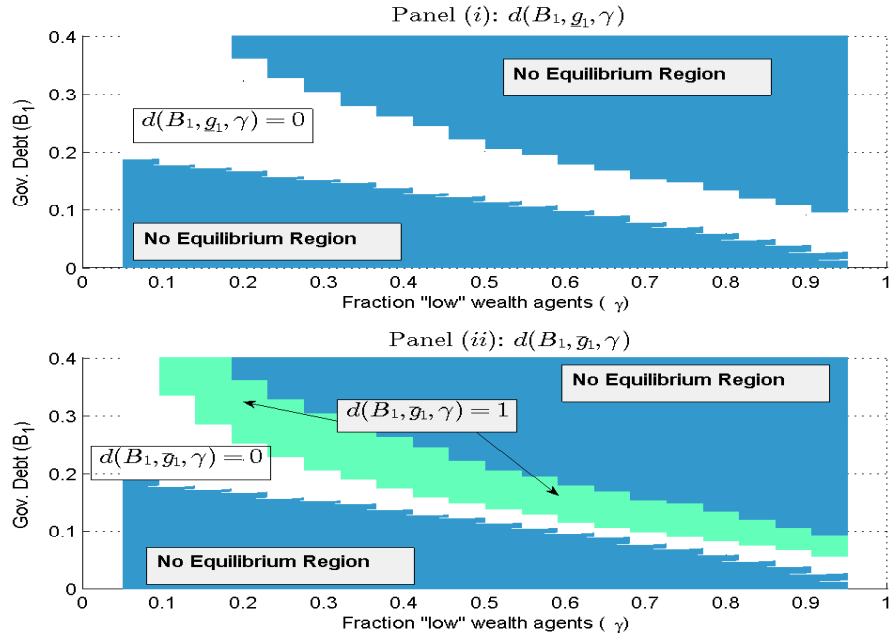 Panel (i): d(B₁, g̲₁, γ)
0.4
0.3
0.2
0.1
0
Gov. Debt (B₁)
No Equilibrium Region
d(B₁, g̲₁, γ) = 0
No Equilibrium Region
0 0.1 0.2 0.3 0.4 0.5 0.6 0.7 0.8 0.9 1
Fraction "low" wealth agents ( γ)
Panel (ii): d(B₁, g̅₁, γ)
0.4
0.3
0.2
0.1
0
Gov. Debt (B₁)
No Equilibrium Region
d(B₁, g̅₁, γ) = 1
d(B₁, g̅₁, γ) = 0
No Equilibrium Region
0 0.1 0.2 0.3 0.4 0.5 0.6 0.7 0.8 0.9 1
Fraction "low" wealth agents ( γ)